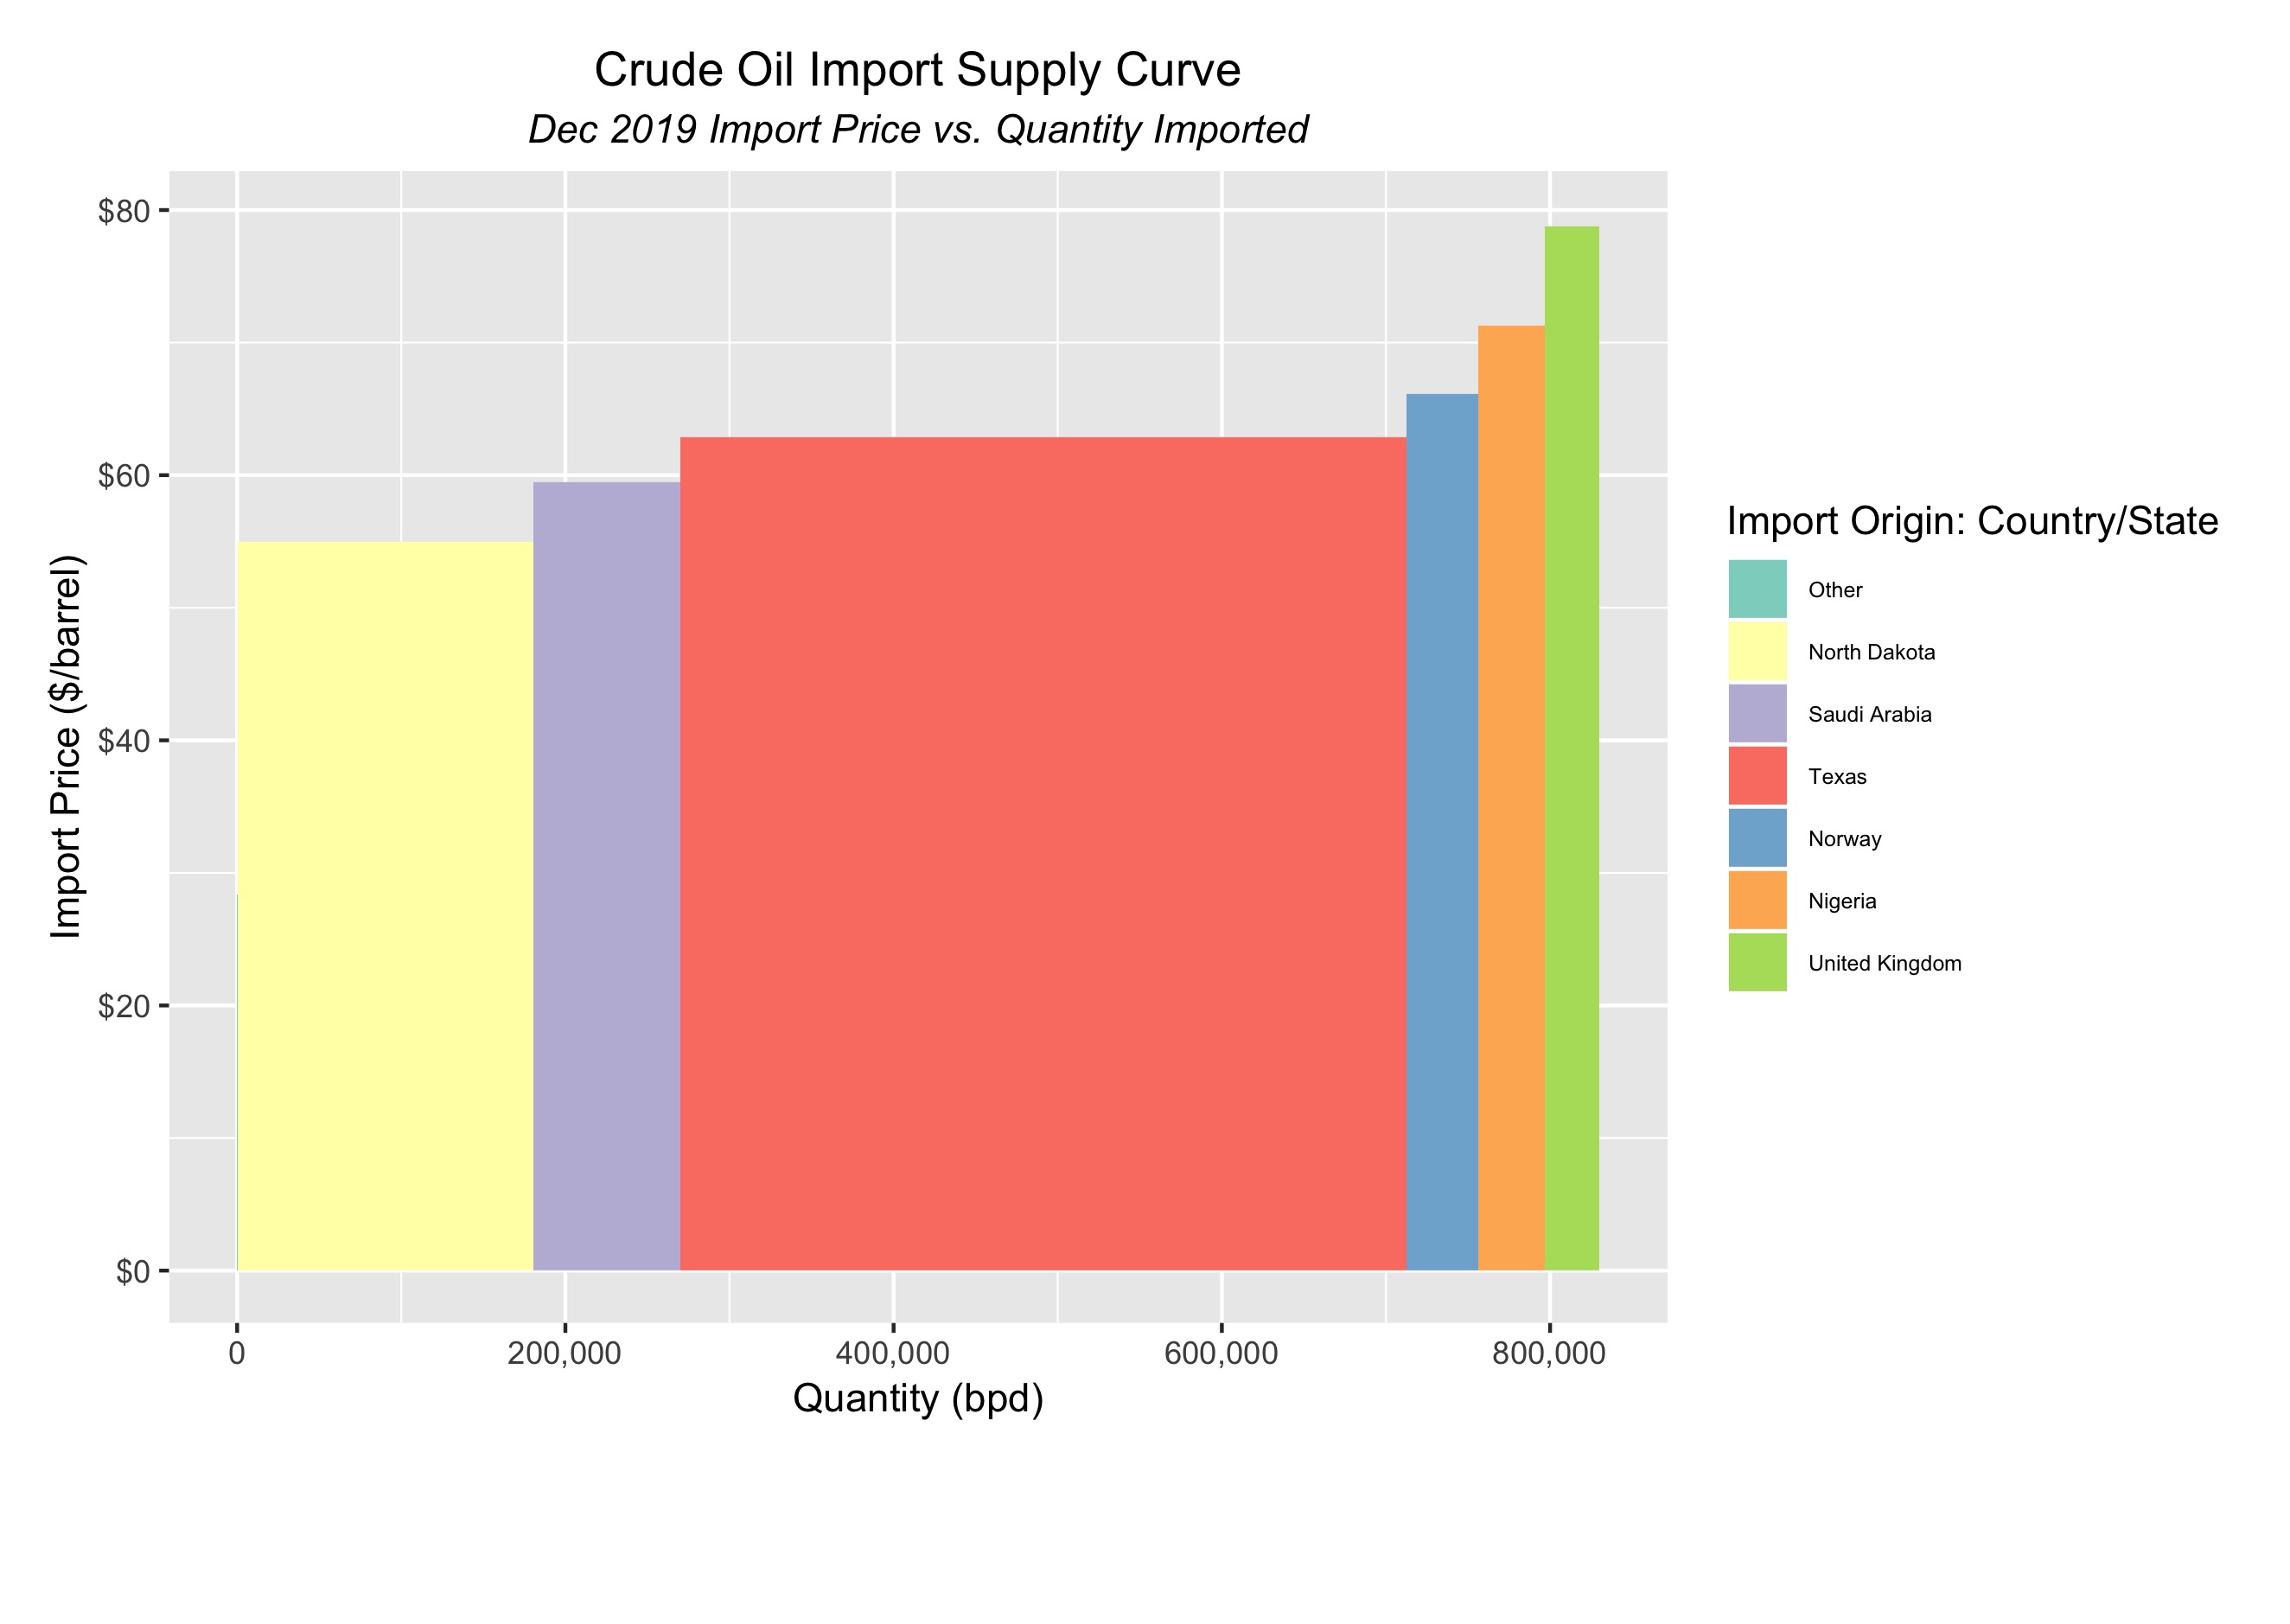 Crude Oil Import Supply Curve
Dec 2019 Import Price vs. Quantity Imported
Import Price ($/barrel)
$80
$60
$40
$20
$0
0
200,000
400,000
600,000
800,000
Quantity (bpd)
Import Origin: Country/State
Other
North Dakota
Saudi Arabia
Texas
Norway
Nigeria
United Kingdom